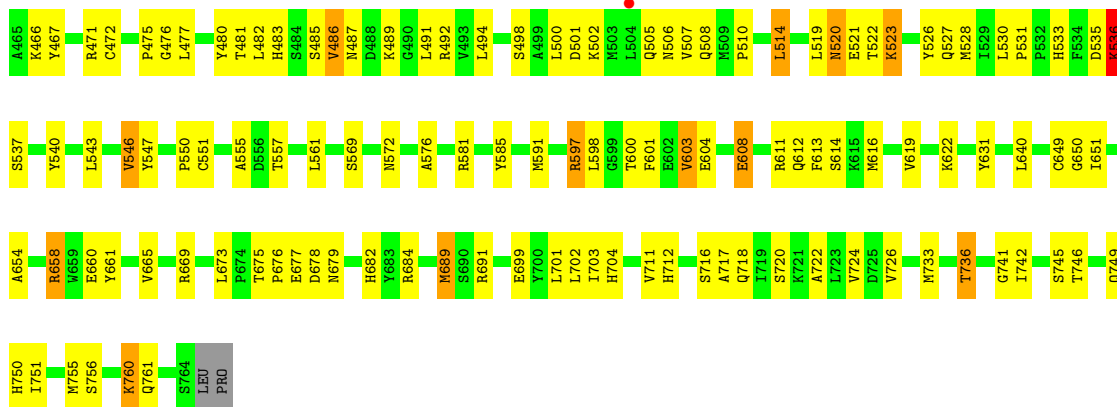 A465 K466 Y467 R471 C472 P475 G476 L477 Y480 T481 L482 H483 S484 S485 V486 N487 D488 K489 G490 L491 R492 V493 L494 S498 A499 L500 D501 K502 M503 L504 Q505 N506 V507 Q508 M509 P510 L514 L519 N520 E521 T522 K523 Y526 Q527 M528 I529 L530 P531 P532 H533 F534 D535 K536
S537 Y540 L543 V546 Y547 P550 C551 A555 D556 T557 L561 S569 N572 A576 R581 Y585 M591 R597 L598 G599 T600 F601 E602 V603 E604 E608 R611 Q612 F613 S614 K615 M616 V619 K622 Y631 L640 C649 G650 I651
A654 R658 W659 E660 Y661 V665 R669 L673 P674 T675 P676 E677 D678 N679 H682 Y683 R684 M689 S690 R691 E699 Y700 L701 L702 I703 H704 V711 H712 S716 A717 Q718 I719 S720 K721 A722 L723 V724 D725 V726 M733 T736 G741 I742 S745 T746
H750 I751 M755 S756 K760 Q761 S764 LEU PRO